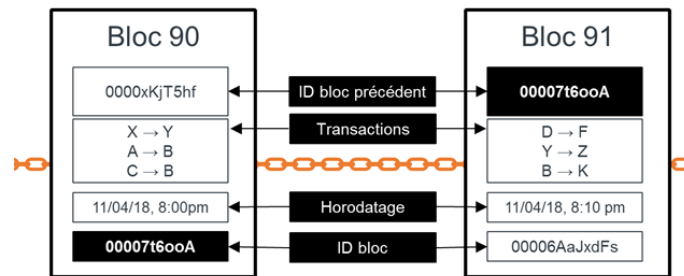 Bloc 90
0000xKjT5hf
X → Y
A → B
C → B
11/04/18, 8:00pm
00007t6ooA
ID bloc précédent
Transactions
Horodatage
ID bloc
Bloc 91
00007t6ooA
D → F
Y → Z
B → K
11/04/18, 8:10 pm
00006AaJxdFs